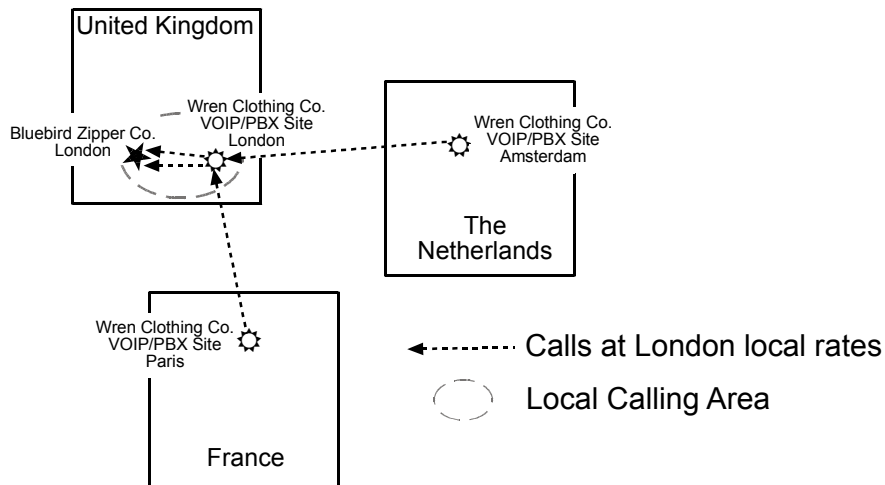 United Kingdom
Wren Clothing Co.
VOIP/PBX Site
London
Bluebird Zipper Co.
London
Wren Clothing Co.
VOIP/PBX Site
Amsterdam
The
Netherlands
Wren Clothing Co.
VOIP/PBX Site
Paris
France
Calls at London local rates
Local Calling Area